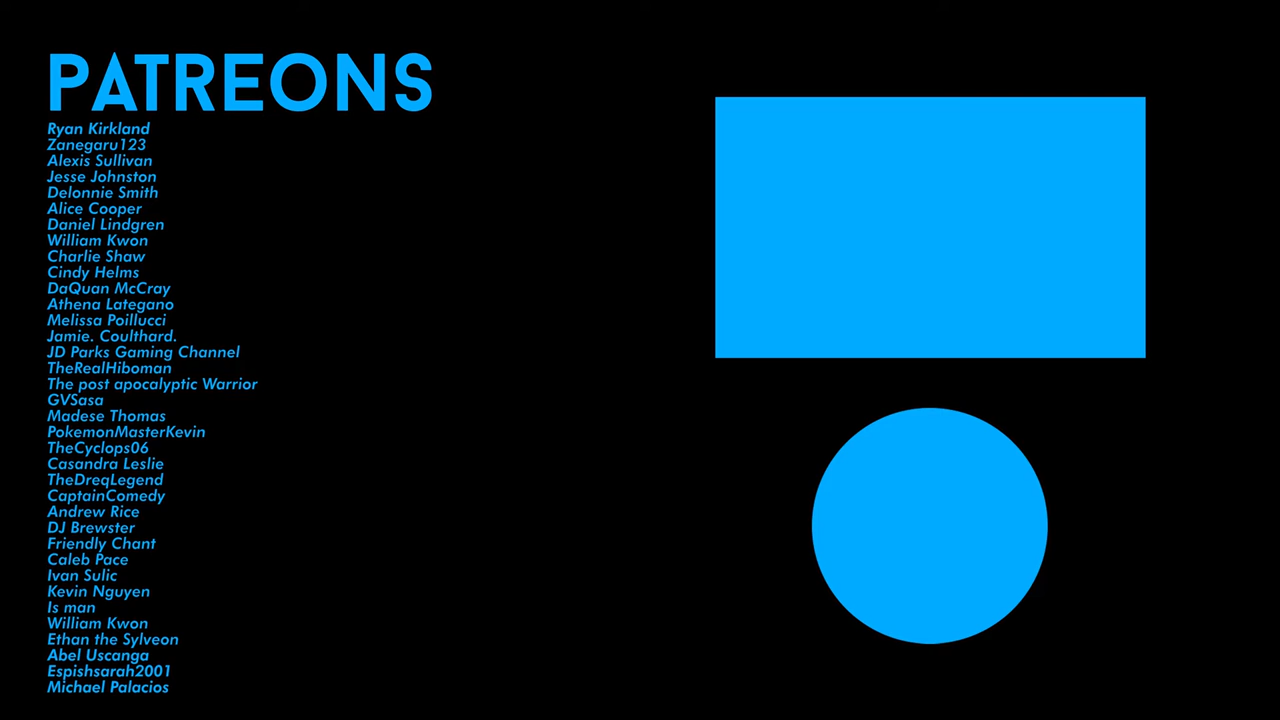 PATREONS
Ryan Kirkland
Zanegaru123
Alexis Sullivan
Jesse Johnston
Delonnie Smith
Alice Cooper
Daniel Lindgren
William Kwon
Charlie Shaw
Cindy Helms
DaQuan McCray
Athena Lategano
Melissa Poillucci
Jamie. Coulthard.
JD Parks Gaming Channel
TheRealHiboman
The post apocalyptic Warrior
GVSasa
Madese Thomas
PokemonMasterKevin
TheCyclops06
Casandra Leslie
TheDreqLegend
CaptainComedy
Andrew Rice
DJ Brewster
Friendly Chant
Caleb Pace
Ivan Sulic
Kevin Nguyen
Is man
William Kwon
Ethan the Sylveon
Abel Uscanga
Espishsarah2001
Michael Palacios